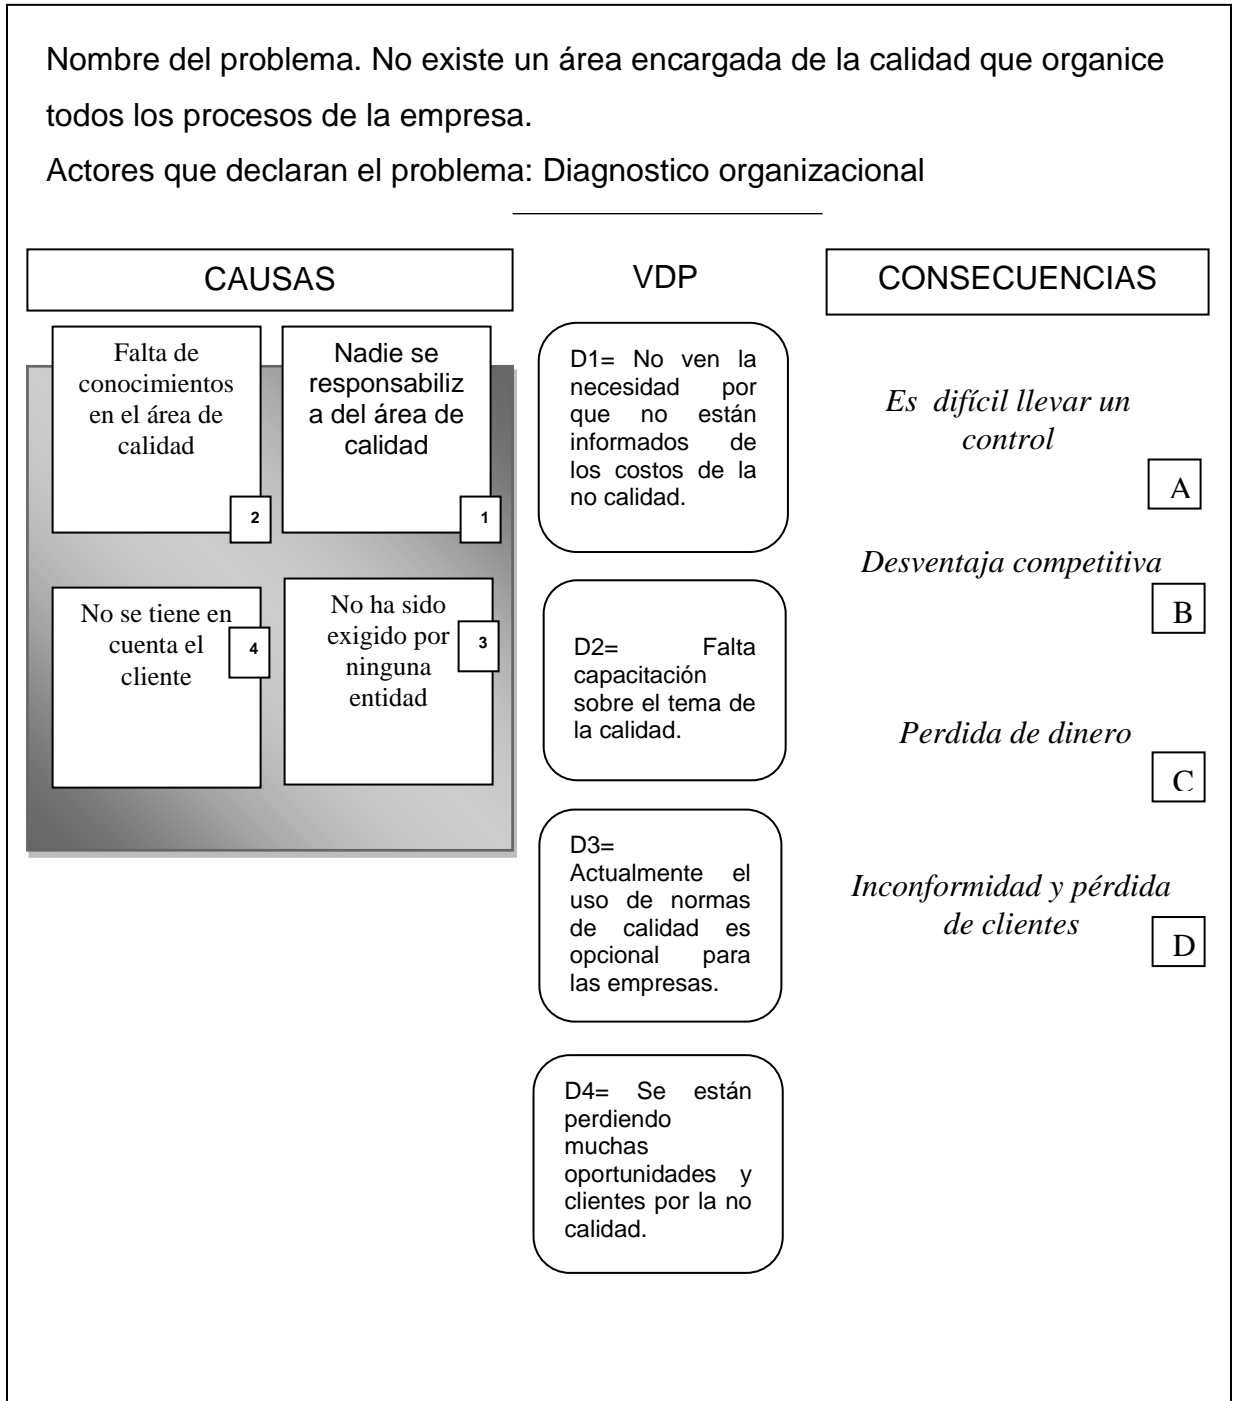 Nombre del problema. No existe un área encargada de la calidad que organice
todos los procesos de la empresa.
Actores que declaran el problema: Diagnostico organizacional
CAUSAS
VDP
CONSECUENCIAS
Falta de
conocimientos
en el área de
calidad
2
Nadie se
responsabiliz
a del área de
calidad
1
No se tiene en
cuenta el
cliente
4
No ha sido
exigido por
ninguna
entidad
3
D1= No ven la
necesidad por
que no están
informados de
los costos de la
no calidad.
D2= Falta
capacitación
sobre el tema de
la calidad.
D3=
Actualmente el
uso de normas
de calidad es
opcional para
las empresas.
D4= Se están
perdiendo
muchas
oportunidades y
clientes por la no
calidad.
Es difícil llevar un
control
A
Desventaja competitiva
B
Perdida de dinero
C
Inconformidad y pérdida
de clientes
D